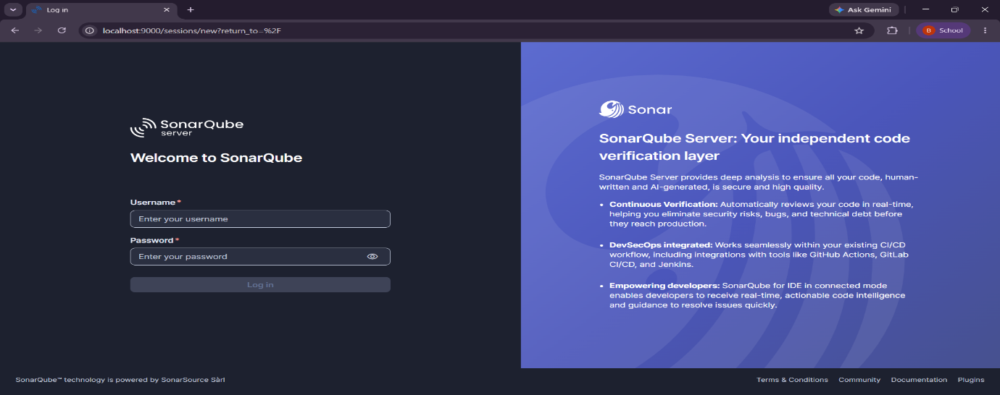 Log in
Ask Gemini
localhost:9000/sessions/new?return_to=%2F
B School
SonarQube
server
Welcome to SonarQube
Username *
Enter your username
Password *
Enter your password
Log in
Sonar
SonarQube Server: Your independent code
verification layer
SonarQube Server provides deep analysis to ensure all your code, human-
written and AI-generated, is secure and high quality.
• Continuous Verification: Automatically reviews your code in real-time,
helping you eliminate security risks, bugs, and technical debt before
they reach production.
• DevSecOps integrated: Works seamlessly within your existing CI/CD
workflow, including integrations with tools like GitHub Actions, GitLab
CI/CD, and Jenkins.
• Empowering developers: SonarQube for IDE in connected mode
enables developers to receive real-time, actionable code intelligence
and guidance to resolve issues quickly.
SonarQube™ technology is powered by SonarSource Sàrl
Terms & Conditions Community Documentation Plugins